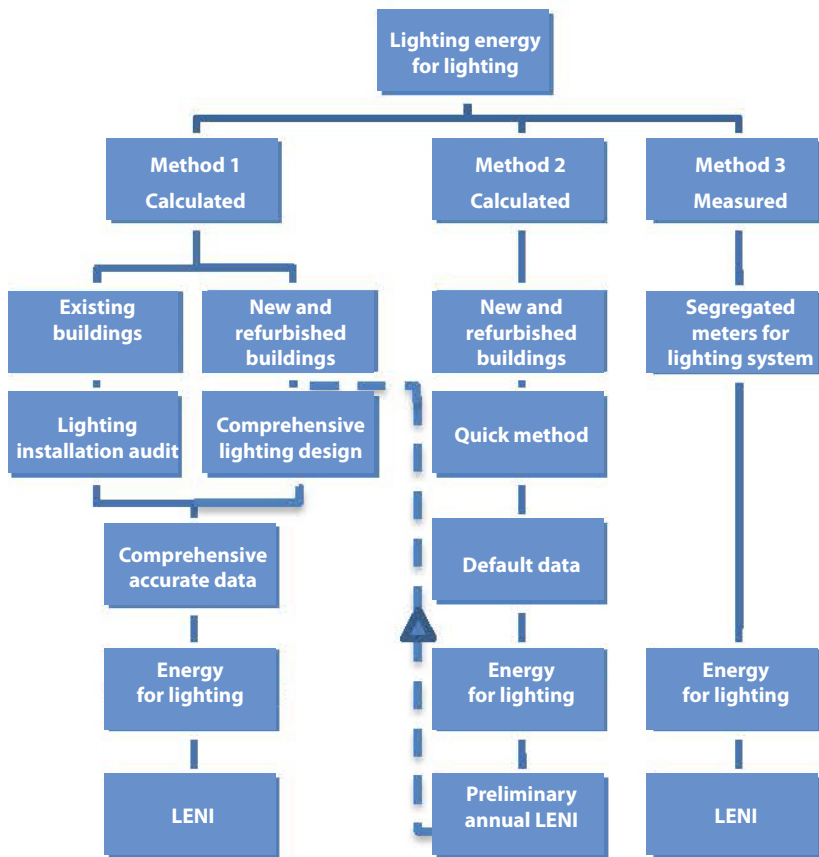 Lighting energy
for lighting
Method 1
Calculated
Method 2
Calculated
Method 3
Measured
Existing
buildings
New and
refurbished
buildings
New and
refurbished
buildings
Segregated
meters for
lighting system
Lighting
installation audit
Comprehensive
lighting design
Quick method
Comprehensive
accurate data
Default data
Energy
for lighting
Energy
for lighting
Energy
for lighting
LENI
Preliminary
annual LENI
LENI